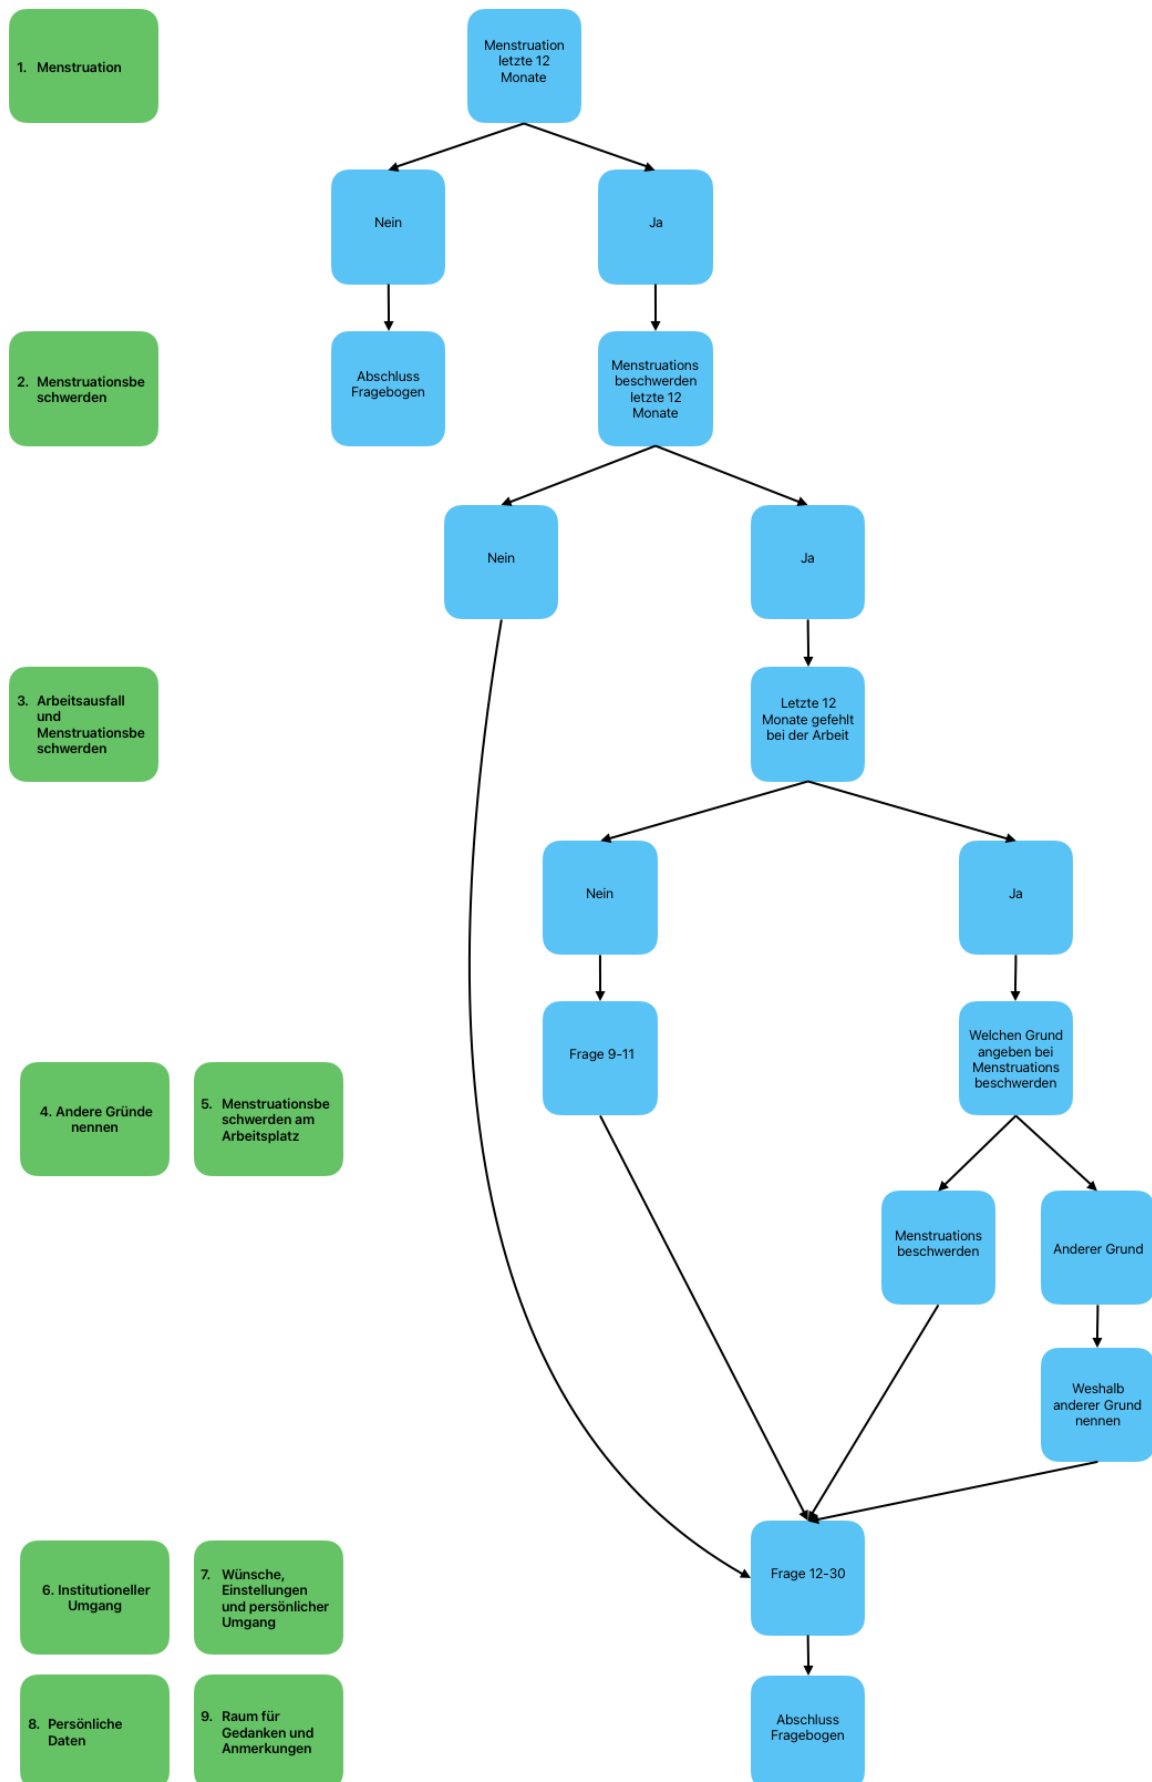 1. Menstruation
Menstruation
letzte 12
Monate
Nein
Ja
2. Menstruationsbe
schwerden
Abschluss
Fragebogen
Menstruations
beschwerden
letzte 12
Monate
Nein
Ja
3. Arbeitsausfall
und
Menstruationsbe
schwerden
Letzte 12
Monate gefehlt
bei der Arbeit
Nein
Ja
Frage 9-11
Welchen Grund
angeben bei
Menstruations
beschwerden
4. Andere Gründe
nennen
5. Menstruationsbe
schwerden am
Arbeitsplatz
Menstruations
beschwerden
Anderer Grund
Weshalb
anderer Grund
nennen
6. Institutioneller
Umgang
7. Wünsche,
Einstellungen
und persönlicher
Umgang
Frage 12-30
8. Persönliche
Daten
9. Raum für
Gedanken und
Anmerkungen
Abschluss
Fragebogen